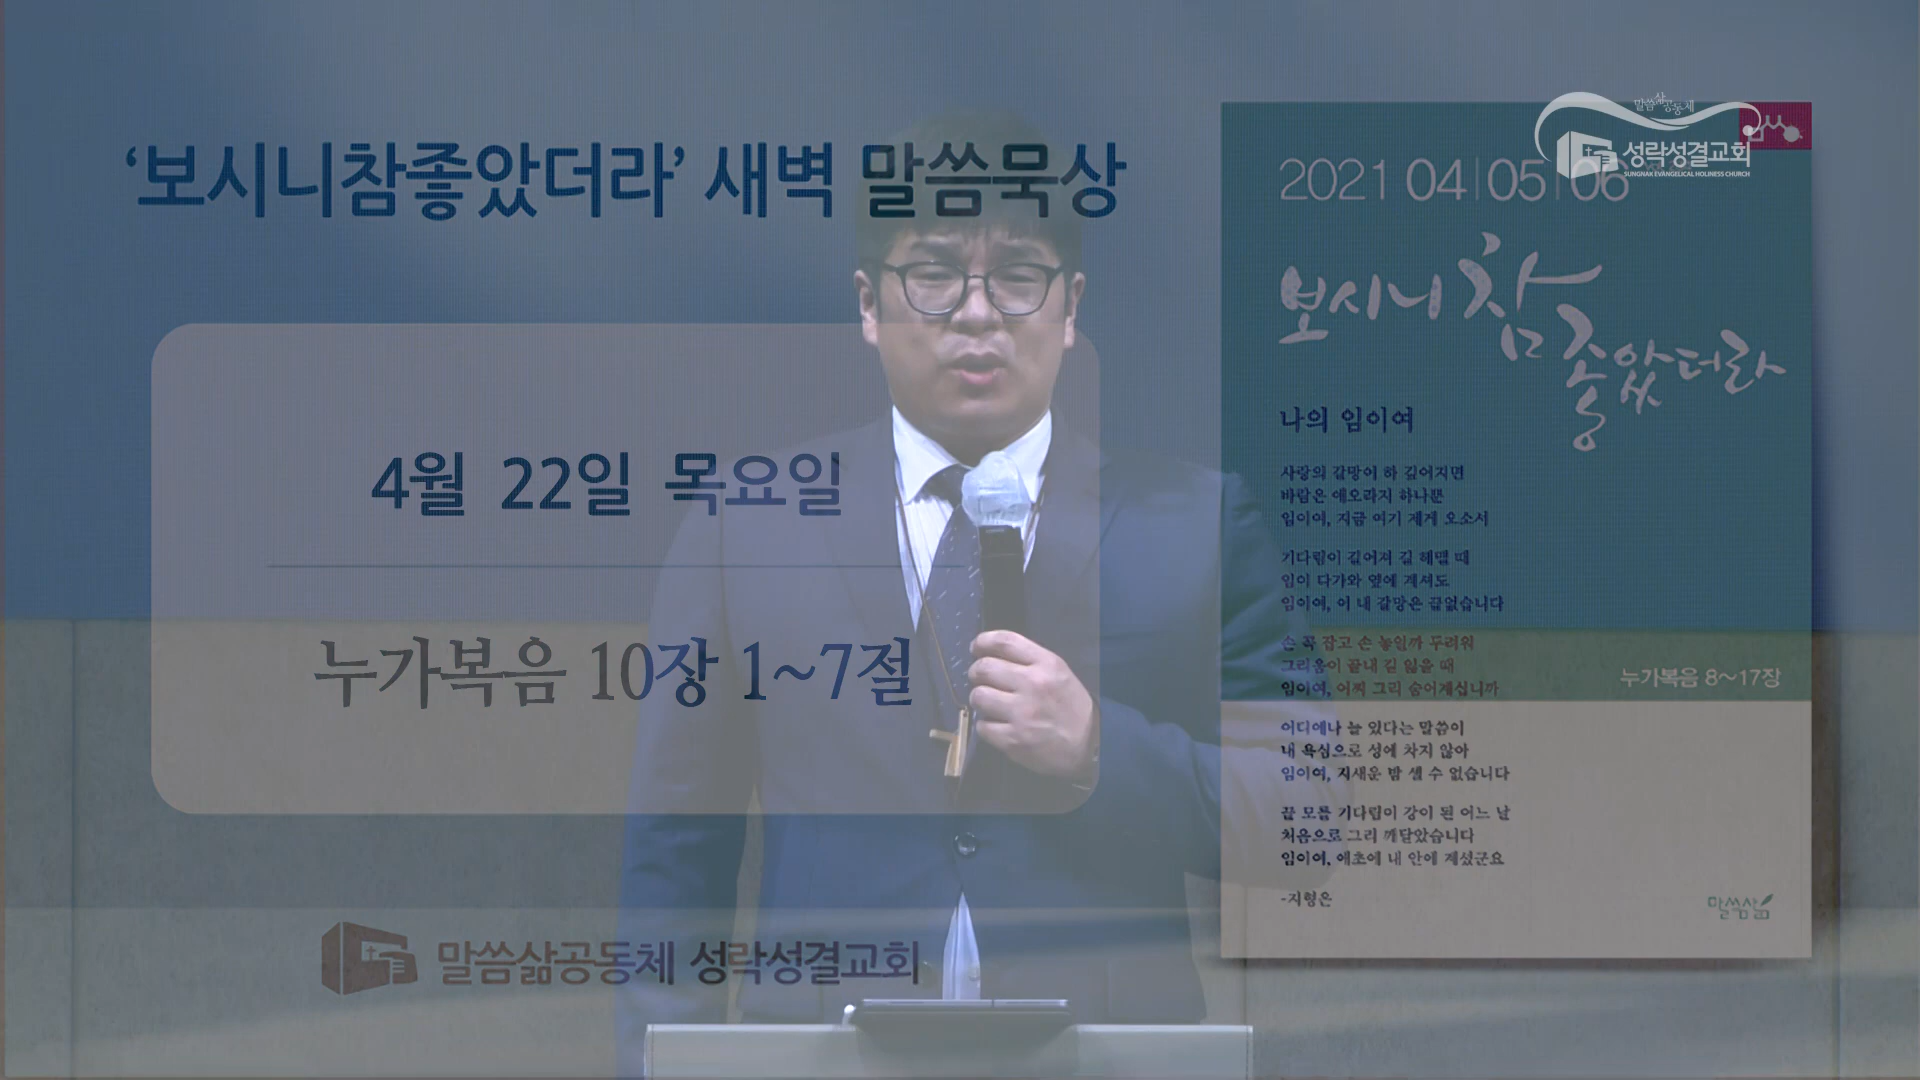 ‘보시니참좋았더라’ 새벽 말씀묵상
4월 22일 목요일
누가복음 10장 1~7절
말씀삶공동체 성락성결교회
말씀삶공동체
성락성결교회
SUNGNAK EVANGELICAL HOLINESS CHURCH
2021 04|05|06
보시니 참 좋았더라
나의 임이여
사랑의 갈망이 하 깊어지면
바람은 애오라지 하나뿐
임이여, 지금 여기 제게 오소서
기다림이 길어져 길 헤맬 때
임이 다가와 옆에 계셔도
임이여, 이 내 갈망은 끝없습니다
손 꼭 잡고 손 놓일까 두려워
그리움이 끝내 길 잃을 때
임이여, 어찌 그리 숨어계십니까
누가복음 8~17장
어디에나 늘 있다는 말씀이
내 욕심으로 성에 차지 않아
임이여, 지새운 밤 셀 수 없습니다
끝 모를 기다림이 강이 된 어느 날
처음으로 그리 깨달았습니다
임이여, 애초에 내 안에 계셨군요
-지형은
말씀삶